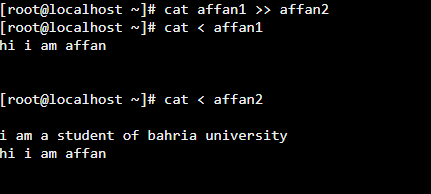 [root@localhost ~]# cat affan1 >> affan2
[root@localhost ~]# cat < affan1
hi i am affan
[root@localhost ~]# cat < affan2
i am a student of bahria university
hi i am affan